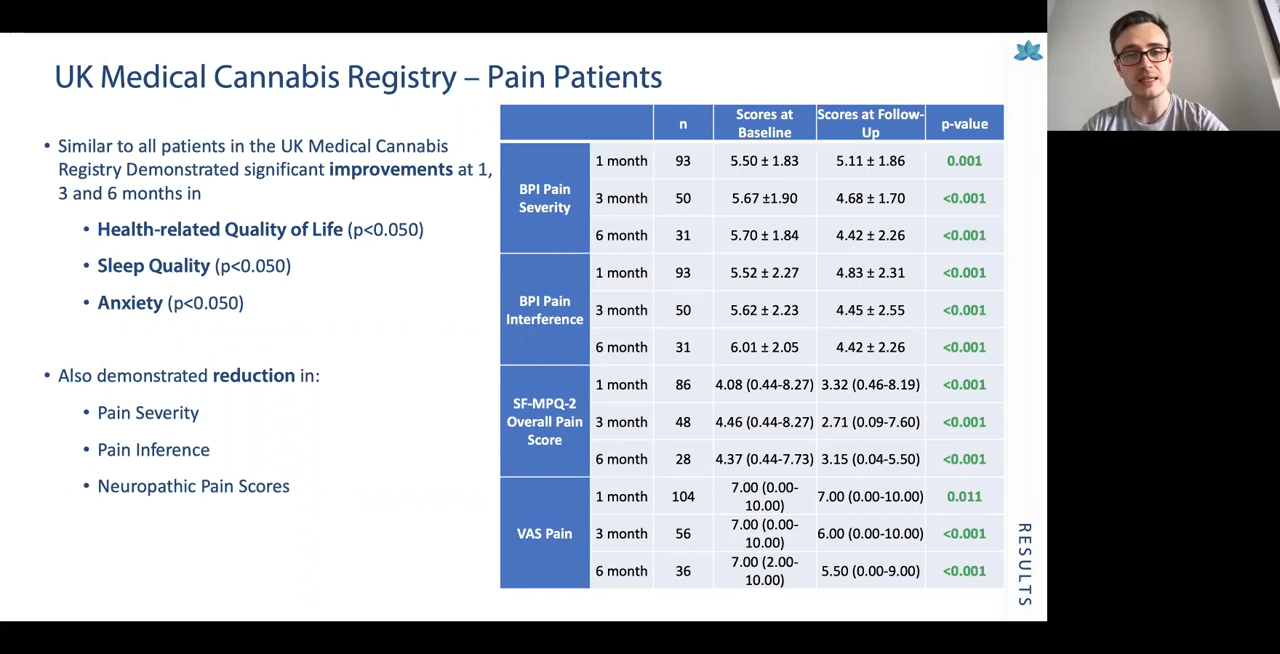 UK Medical Cannabis Registry – Pain Patients
• Similar to all patients in the UK Medical Cannabis
Registry Demonstrated significant improvements at 1,
3 and 6 months in
• Health-related Quality of Life (p<0.050)
• Sleep Quality (p<0.050)
• Anxiety (p<0.050)
• Also demonstrated reduction in:
• Pain Severity
• Pain Inference
• Neuropathic Pain Scores
n
Scores at
Baseline
Scores at Follow-
Up
p-value
BPI Pain
Severity
1 month 93 5.50 ± 1.83 5.11 ± 1.86 0.001
3 month 50 5.67 ±1.90 4.68 ± 1.70 <0.001
6 month 31 5.70 ± 1.84 4.42 ± 2.26 <0.001
BPI Pain
Interference
1 month 93 5.52 ± 2.27 4.83 ± 2.31 <0.001
3 month 50 5.62 ± 2.23 4.45 ± 2.55 <0.001
6 month 31 6.01 ± 2.05 4.42 ± 2.26 <0.001
SF-MPQ-2
Overall Pain
Score
1 month 86 4.08 (0.44-8.27) 3.32 (0.46-8.19) <0.001
3 month 48 4.46 (0.44-8.27) 2.71 (0.09-7.60) <0.001
6 month 28 4.37 (0.44-7.73) 3.15 (0.04-5.50) <0.001
VAS Pain
1 month 104 7.00 (0.00-
10.00) 7.00 (0.00-10.00) 0.011
3 month 56 7.00 (0.00-
10.00) 6.00 (0.00-10.00) <0.001
6 month 36 7.00 (2.00-
10.00) 5.50 (0.00-9.00) <0.001
RESULTS